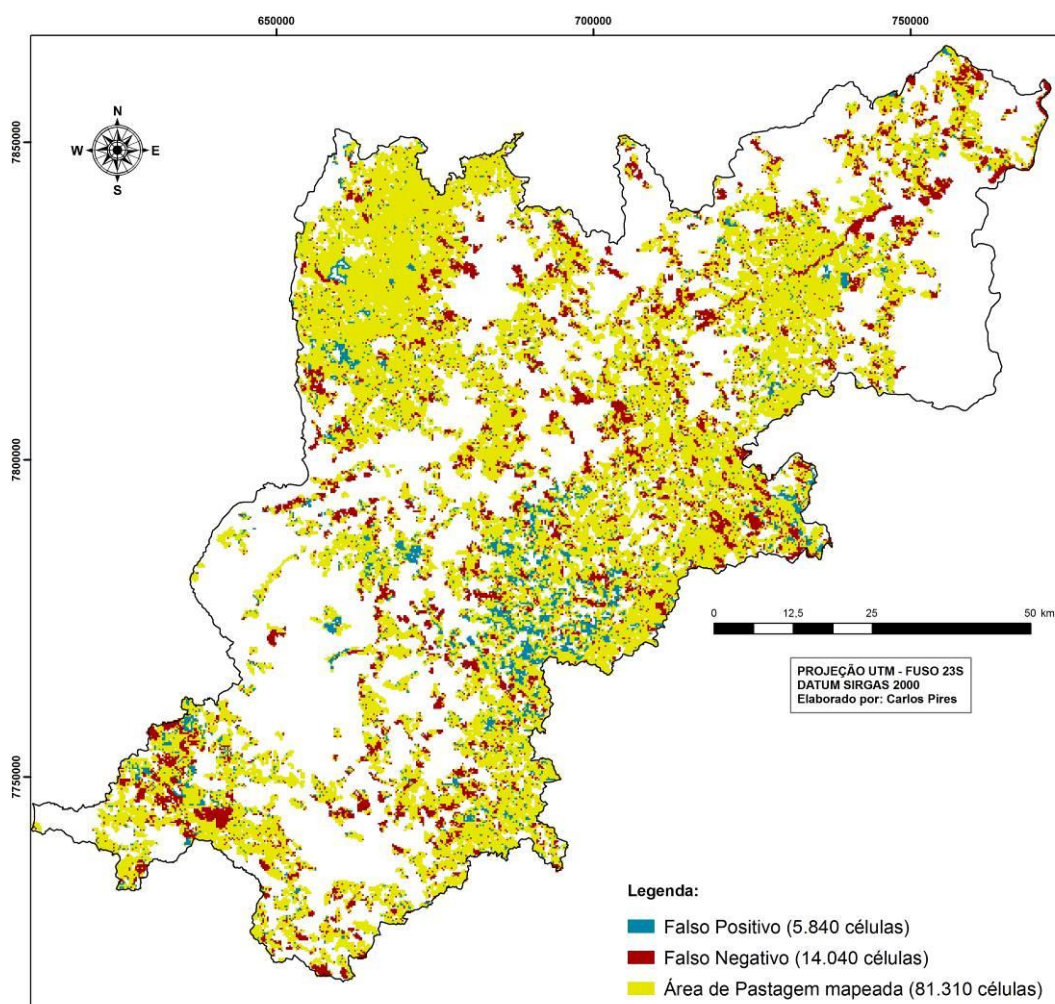 650000
700000
750000
N
W
E
S
7850000
7800000
7750000
0
12,5
25
50 km
PROJEÇÃO UTM - FUSO 23S
DATUM SIRGAS 2000
Elaborado por: Carlos Pires
Legenda:
Falso Positivo (5.840 células)
Falso Negativo (14.040 células)
Área de Pastagem mapeada (81.310 células)